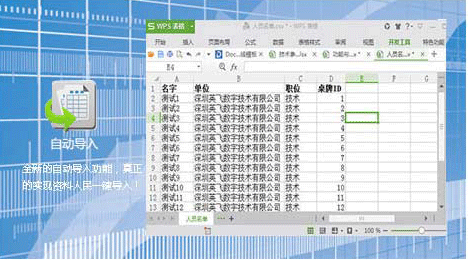 自动导入
全新的自动导入功能，真正
的实现资料人民一键导入！
WPS 表格
人员名单.csv * - WPS 表格
开始 插入 页面布局 公式 数据 表格样式 审阅 视图 开发工具 特色功能
Doc...线模板 人员名...v *
E4 fx
A B C D E F G
1 名字 单位 职位 桌牌ID
2 测试1 深圳英飞数字技术有限公司 技术 1
3 测试2 深圳英飞数字技术有限公司 技术 2
4 测试3 深圳英飞数字技术有限公司 技术 3
5 测试4 深圳英飞数字技术有限公司 技术 4
6 测试5 深圳英飞数字技术有限公司 技术 5
7 测试6 深圳英飞数字技术有限公司 技术 6
8 测试7 深圳英飞数字技术有限公司 技术 7
9 测试8 深圳英飞数字技术有限公司 技术 8
10 测试9 深圳英飞数字技术有限公司 技术 9
11 测试10 深圳英飞数字技术有限公司 技术 10
12 测试11 深圳英飞数字技术有限公司 技术 11
13 测试12 深圳英飞数字技术有限公司 技术 12
人员名单
100 %